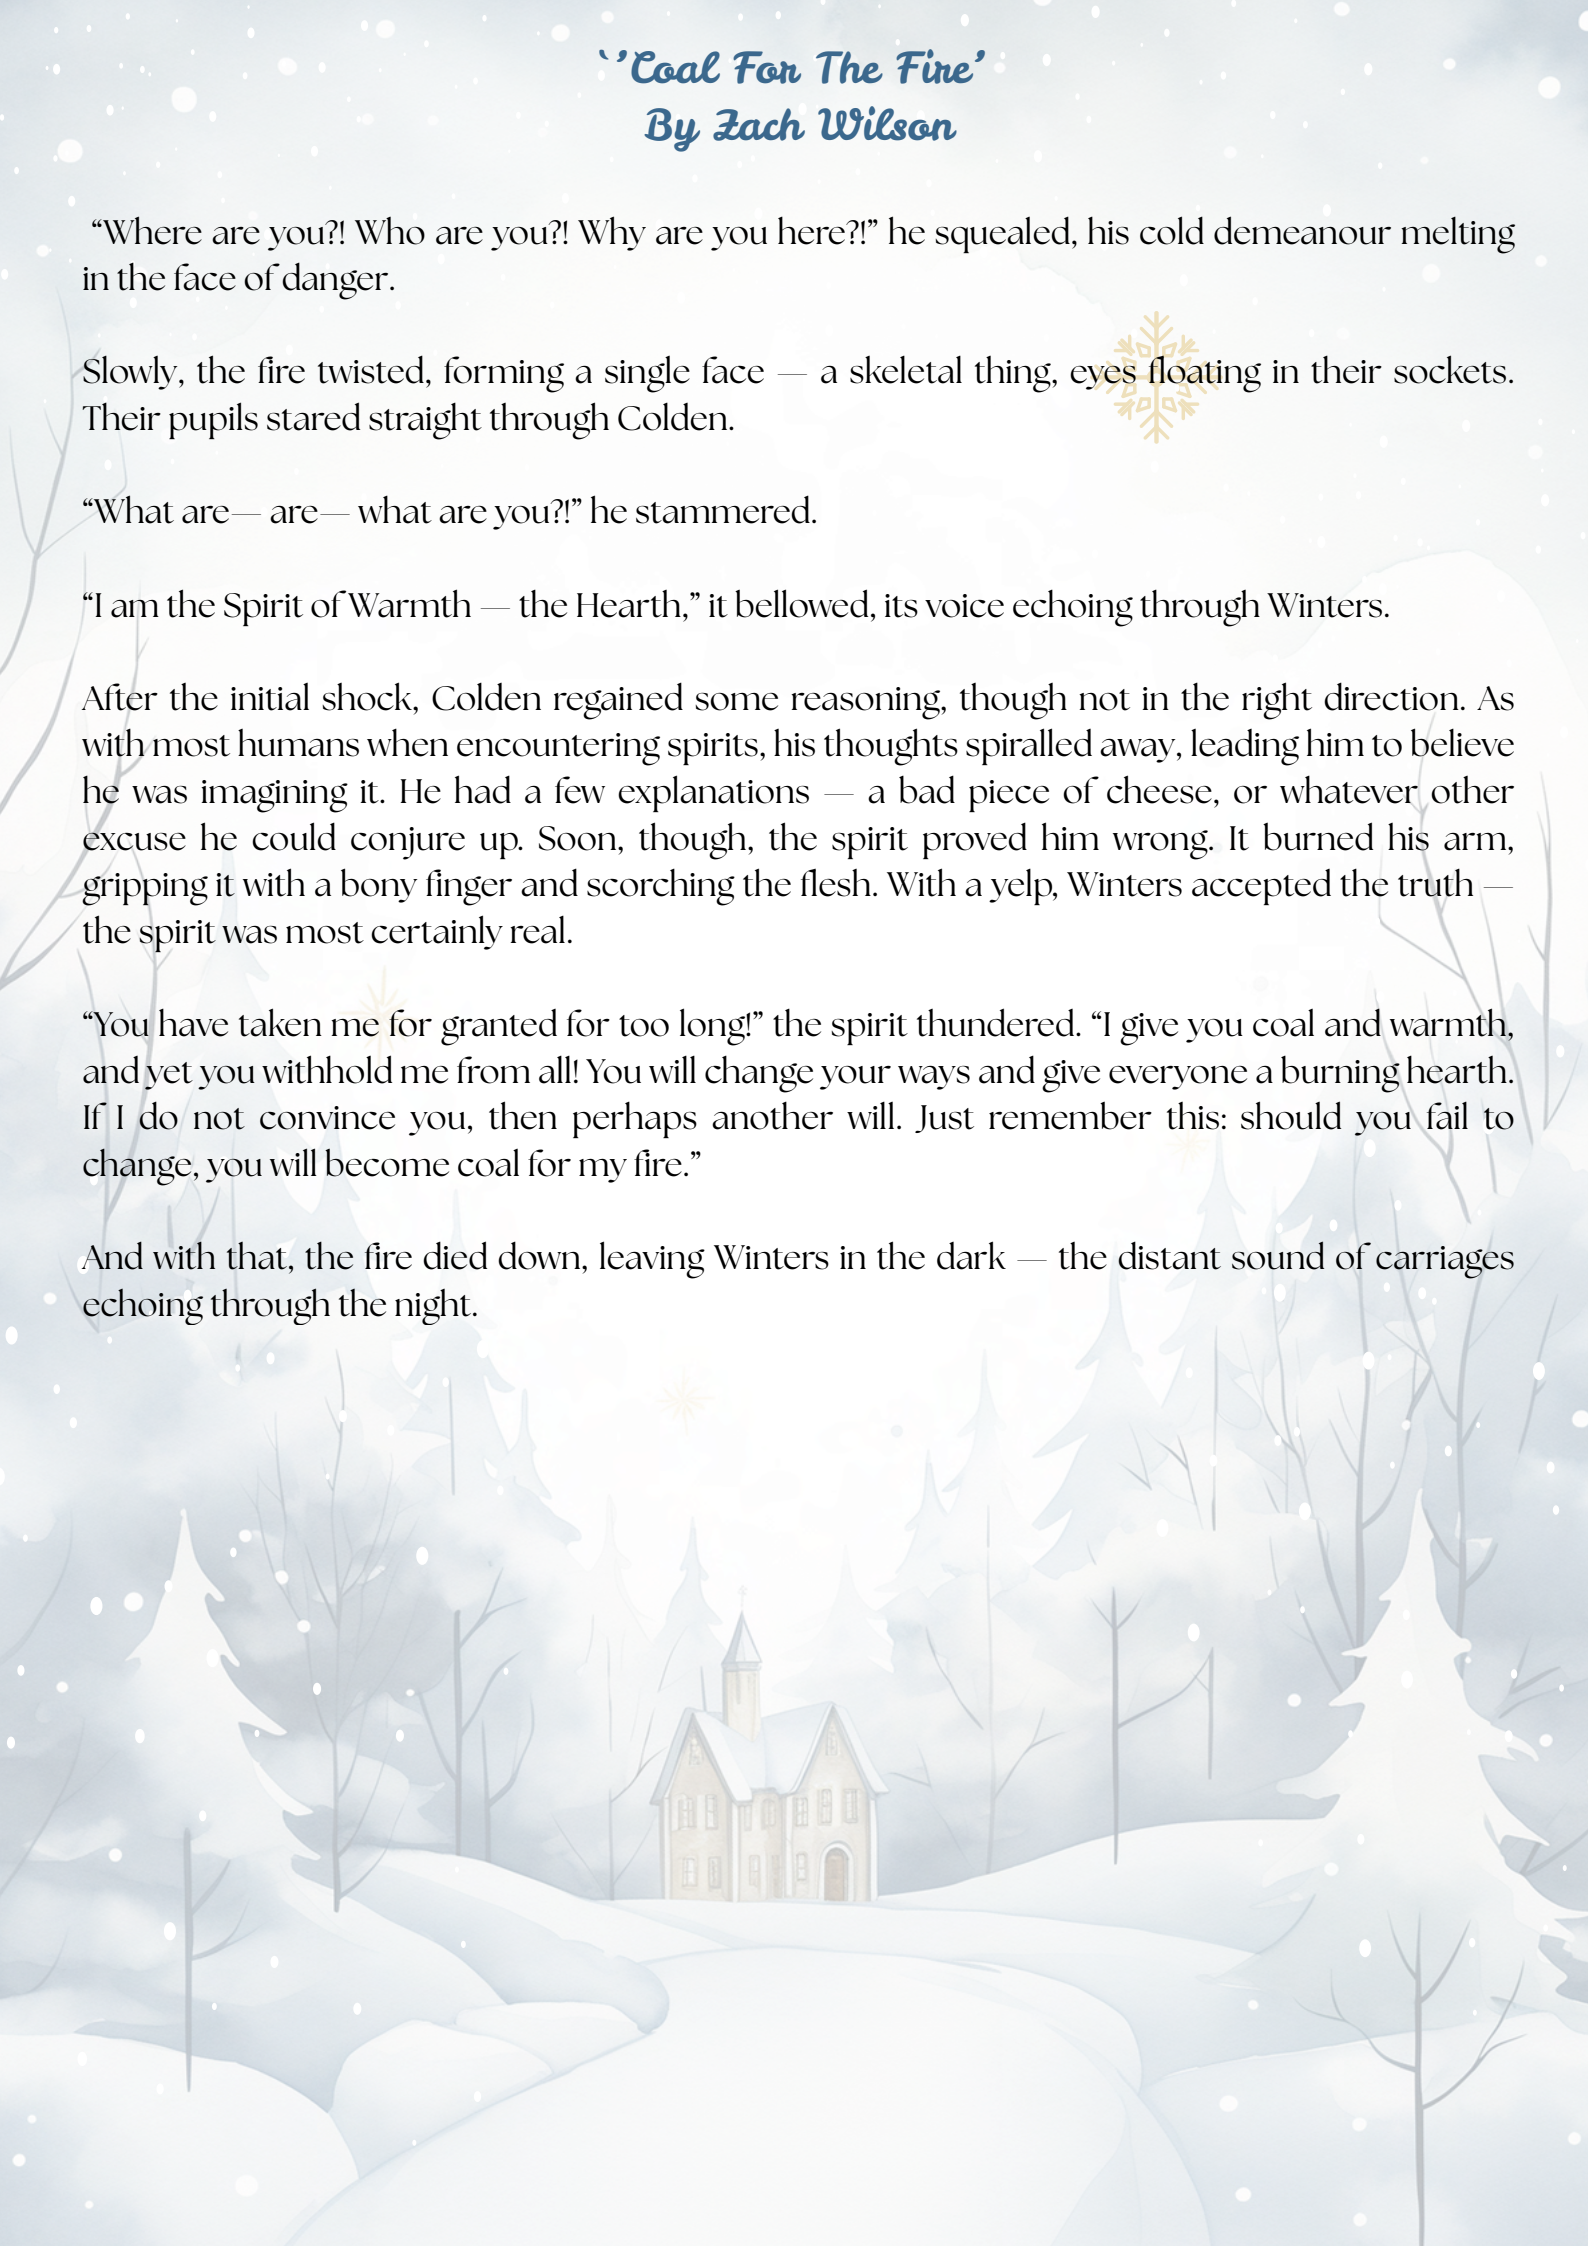 `’Coal For The Fire’
By Zach Wilson
“Where are you?! Who are you?! Why are you here?!” he squealed, his cold demeanour melting
in the face of danger.
Slowly, the fire twisted, forming a single face — a skeletal thing, eyes floating in their sockets.
Their pupils stared straight through Colden.
“What are— are— what are you?!” he stammered.
“I am the Spirit of Warmth — the Hearth,” it bellowed, its voice echoing through Winters.
After the initial shock, Colden regained some reasoning, though not in the right direction. As
with most humans when encountering spirits, his thoughts spiralled away, leading him to believe
he was imagining it. He had a few explanations — a bad piece of cheese, or whatever other
excuse he could conjure up. Soon, though, the spirit proved him wrong. It burned his arm,
gripping it with a bony finger and scorching the flesh. With a yelp, Winters accepted the truth —
the spirit was most certainly real.
“You have taken me for granted for too long!” the spirit thundered. “I give you coal and warmth,
and yet you withhold me from all! You will change your ways and give everyone a burning hearth.
If I do not convince you, then perhaps another will. Just remember this: should you fail to
change, you will become coal for my fire.”
And with that, the fire died down, leaving Winters in the dark — the distant sound of carriages
echoing through the night.